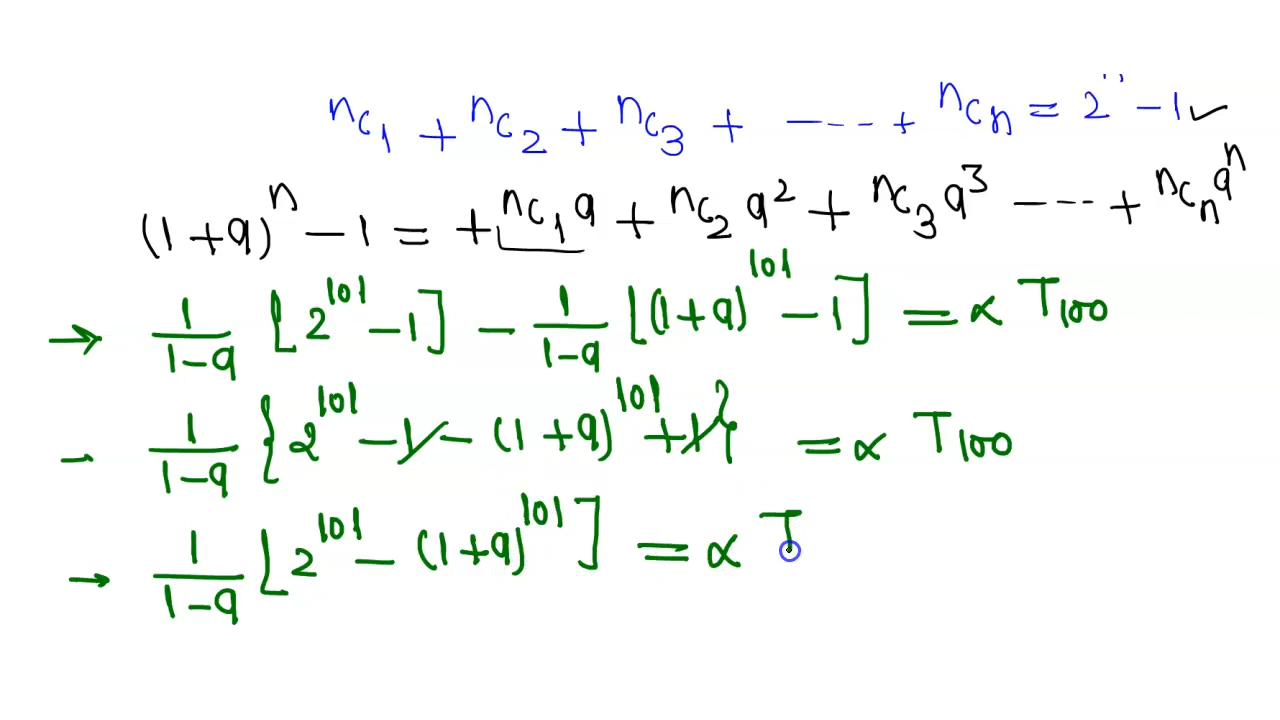 nC1 + nC2 + nC3 + ---- + nCn = 2^n - 1 ✓
(1+q)^n - 1 = + nC1 q + nC2 q^2 + nC3 q^3 ---- + nCn q^n
→ 1/(1-q) [2^101 - 1] - 1/(1-q) [(1+q)^101 - 1] = α T100
- 1/(1-q) {2^101 - 1 - (1+q)^101 + 1} = α T100
→ 1/(1-q) [2^101 - (1+q)^101] = α T